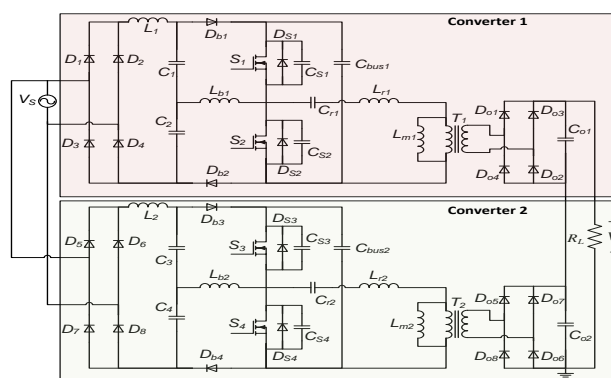 Converter 1
L1 Db1 DS1
D1 D2 C1 S1 CS1 Cbus1
VS Lb1 Cr1 Lr1
D3 D4 C2 S2 CS2 Lm1 T1 Do1 Do3 Co1
Db2 DS2 Do4 Do2
Converter 2
L2 Db3 DS3
D5 D6 C3 S3 CS3 Cbus2 RL
Lb2 Cr2 Lr2
C4 S4 CS4 Lm2 T2 Do5 Do7
D7 D8 Db4 DS4 Do8 Do6 Co2